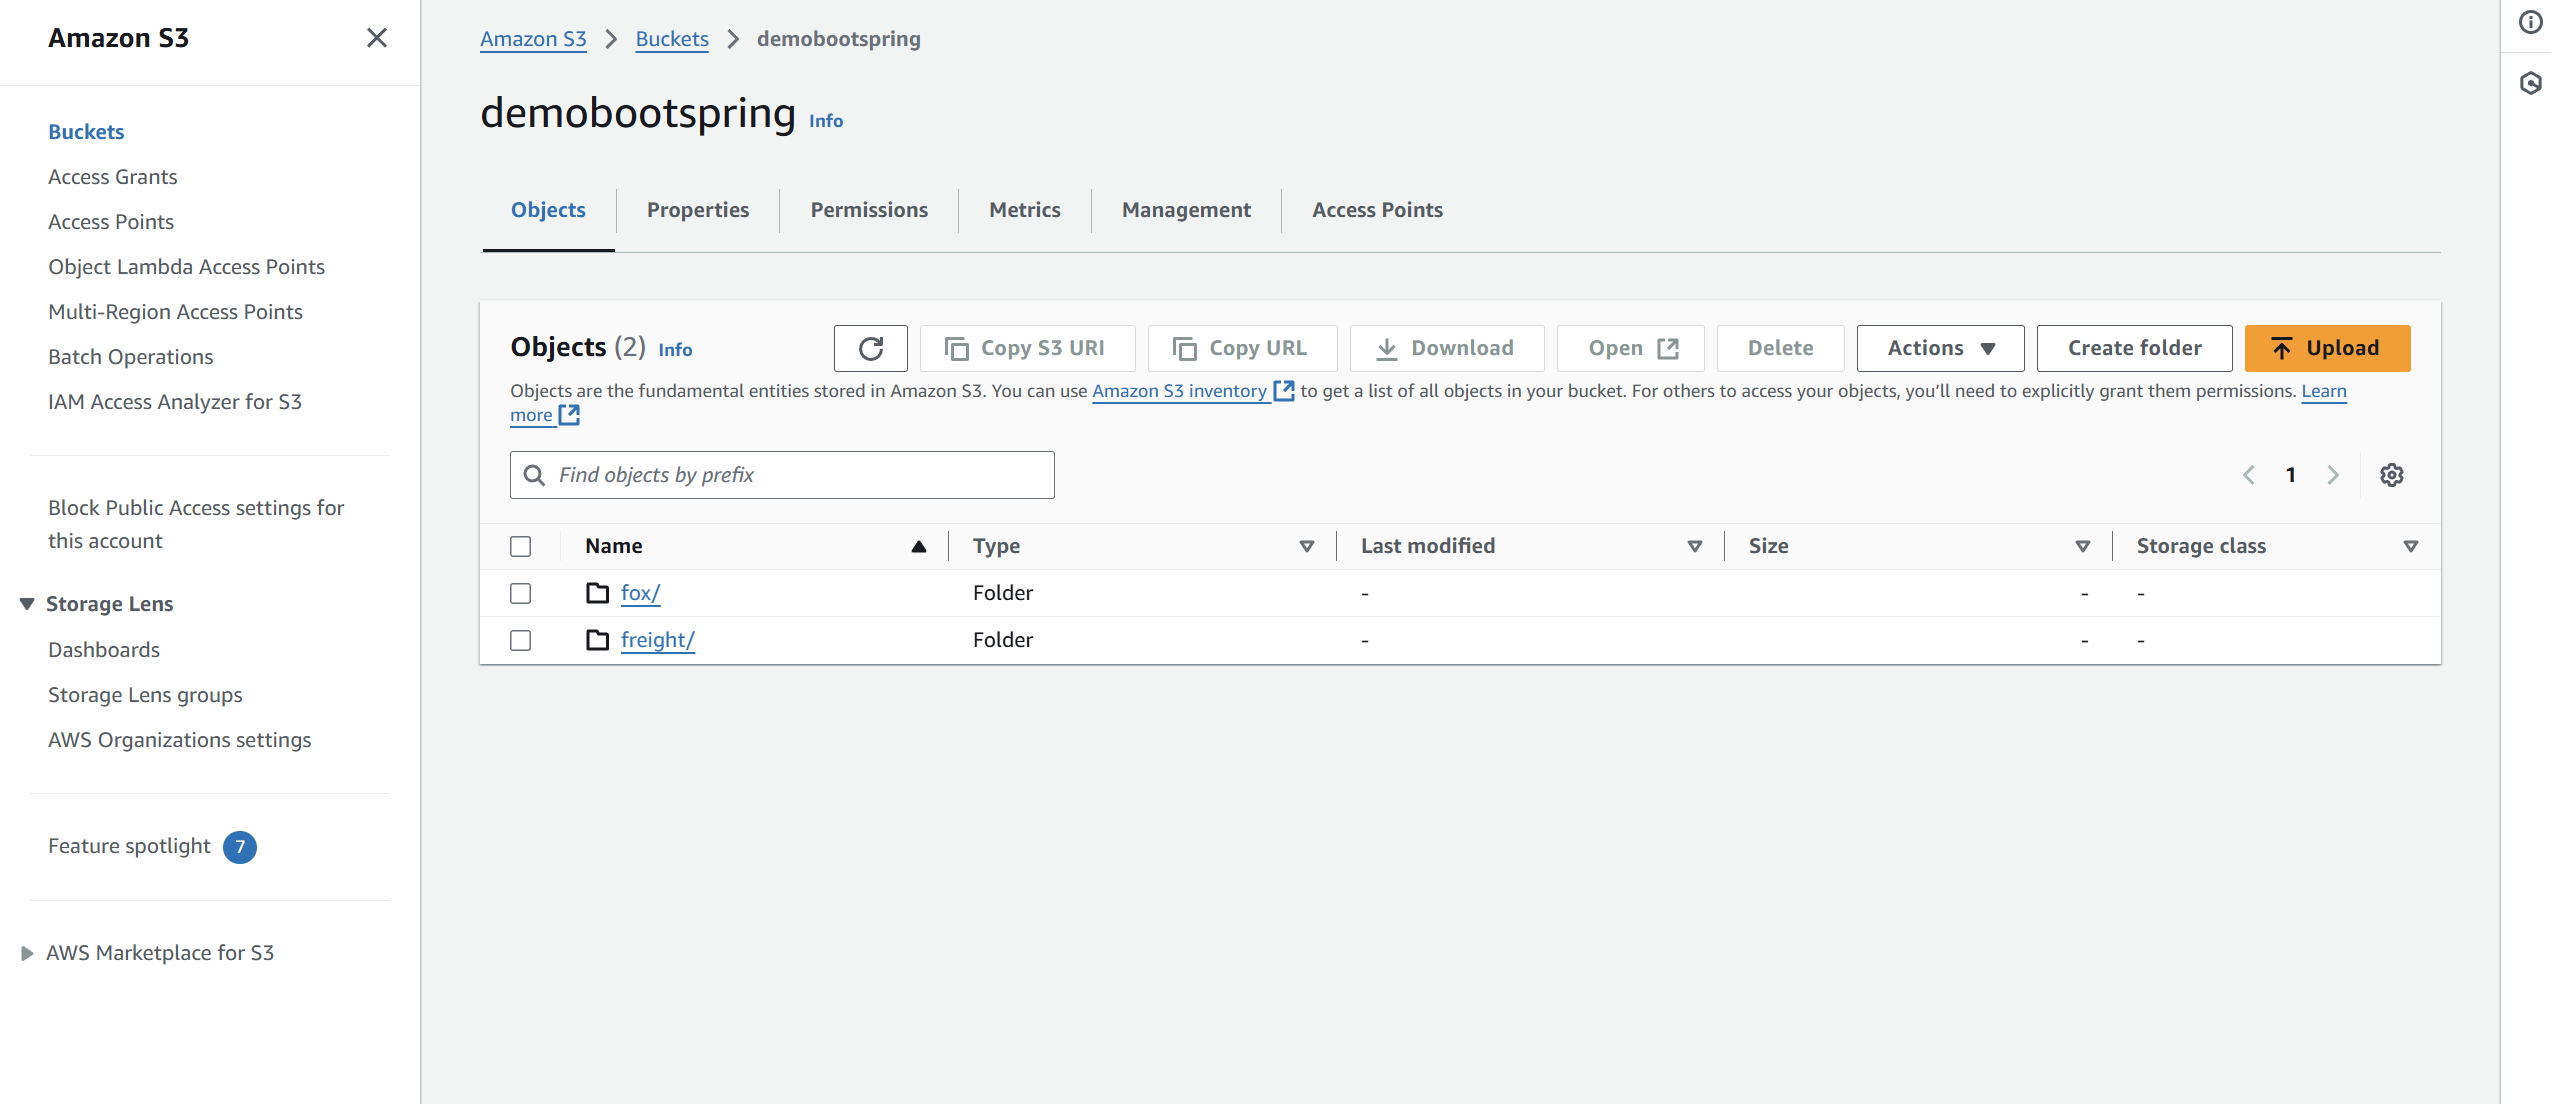 Amazon S3
Buckets
Access Grants
Access Points
Object Lambda Access Points
Multi-Region Access Points
Batch Operations
IAM Access Analyzer for S3
Block Public Access settings for
this account
Storage Lens
Dashboards
Storage Lens groups
AWS Organizations settings
Feature spotlight 7
AWS Marketplace for S3
Amazon S3 Buckets demobootspring
demobootspring Info
Objects Properties Permissions Metrics Management Access Points
Objects (2) Info Copy S3 URI Copy URL Download Open Delete Actions Create folder Upload
Objects are the fundamental entities stored in Amazon S3. You can use Amazon S3 inventory to get a list of all objects in your bucket. For others to access your objects, you’ll need to explicitly grant them permissions. Learn
more
Find objects by prefix 1
Name Type Last modified Size Storage class
fox/ Folder - - -
freight/ Folder - - -